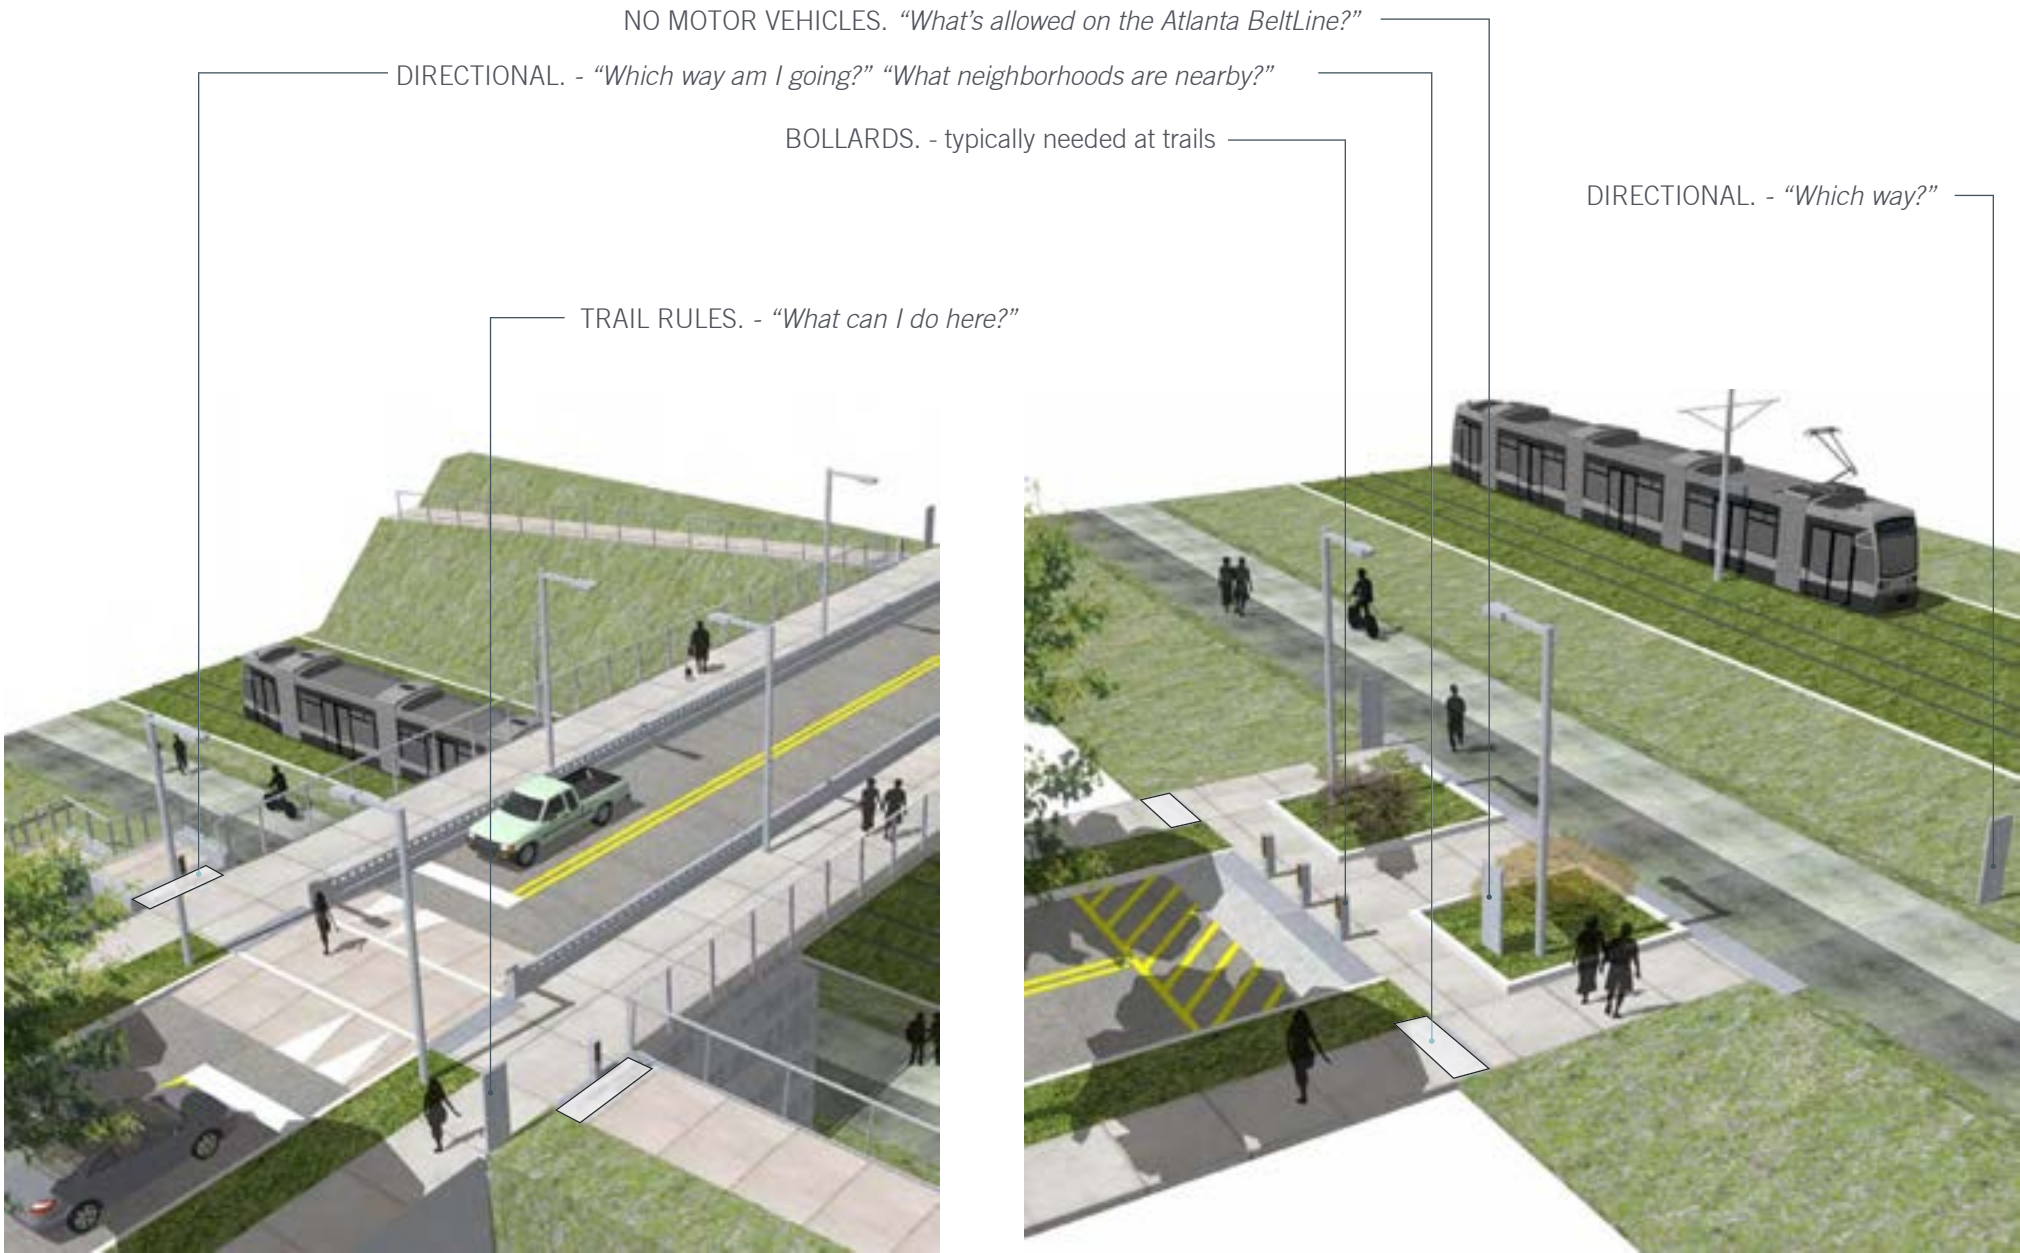 NO MOTOR VEHICLES. “What’s allowed on the Atlanta BeltLine?”
DIRECTIONAL. - “Which way am I going?” “What neighborhoods are nearby?”
BOLLARDS. - typically needed at trails
DIRECTIONAL. - “Which way?”
TRAIL RULES. - “What can I do here?”